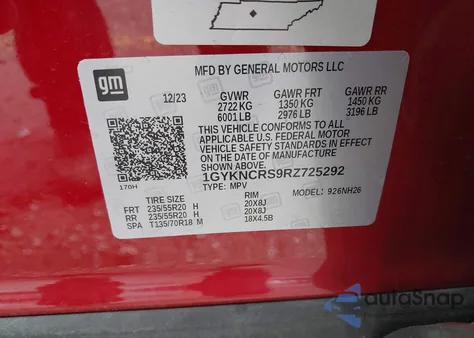 gm
MFD BY GENERAL MOTORS LLC
12/23 GVWR GAWR FRT GAWR RR
2722 KG 1350 KG 1450 KG
6001 LB 2976 LB 3196 LB
THIS VEHICLE CONFORMS TO ALL
APPLICABLE U.S. FEDERAL MOTOR
VEHICLE SAFETY STANDARDS IN EFFECT
ON THE DATE OF MANUFACTURE SHOWN ABOVE.
1GYKNCRS9RZ725292
170H TYPE: MPV MODEL: 926NH26
TIRE SIZE RIM
FRT 235/55R20 H 20X8J
RR 235/55R20 H 20X8J
SPA T135/70R18 M 18X4.5B
autoSnap